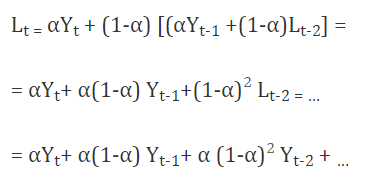 Lₜ = αYₜ + (1-α) [(αYₜ₋₁ +(1-α)Lₜ₋₂] =
= αYₜ+ α(1-α) Yₜ₋₁+(1-α)² Lₜ₋₂ = ...
= αYₜ+ α(1-α) Yₜ₋₁+ α (1-α)² Yₜ₋₂ + ...